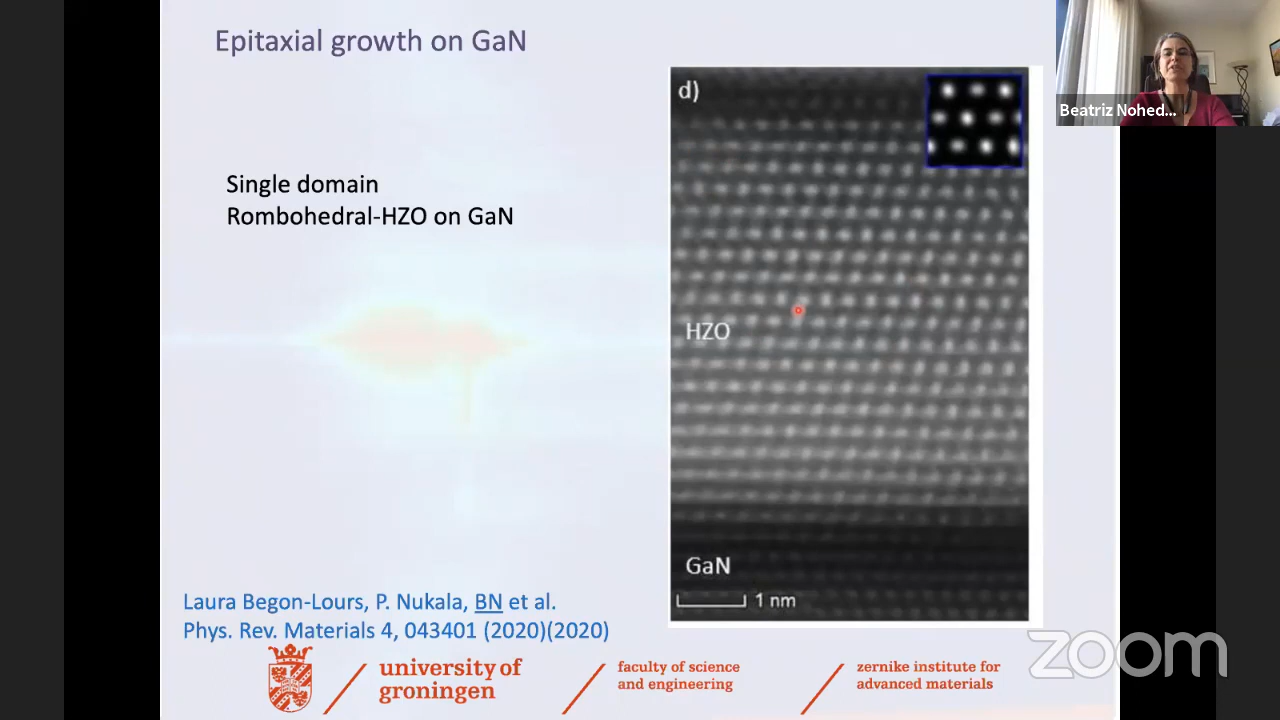 Epitaxial growth on GaN
Single domain
Rombohedral-HZO on GaN
d)
HZO
GaN
1 nm
Beatriz Nohed...
Laura Begon-Lours, P. Nukala, BN et al.
Phys. Rev. Materials 4, 043401 (2020)(2020)
university of
groningen
faculty of science
and engineering
zernike institute for
advanced materials
zoom